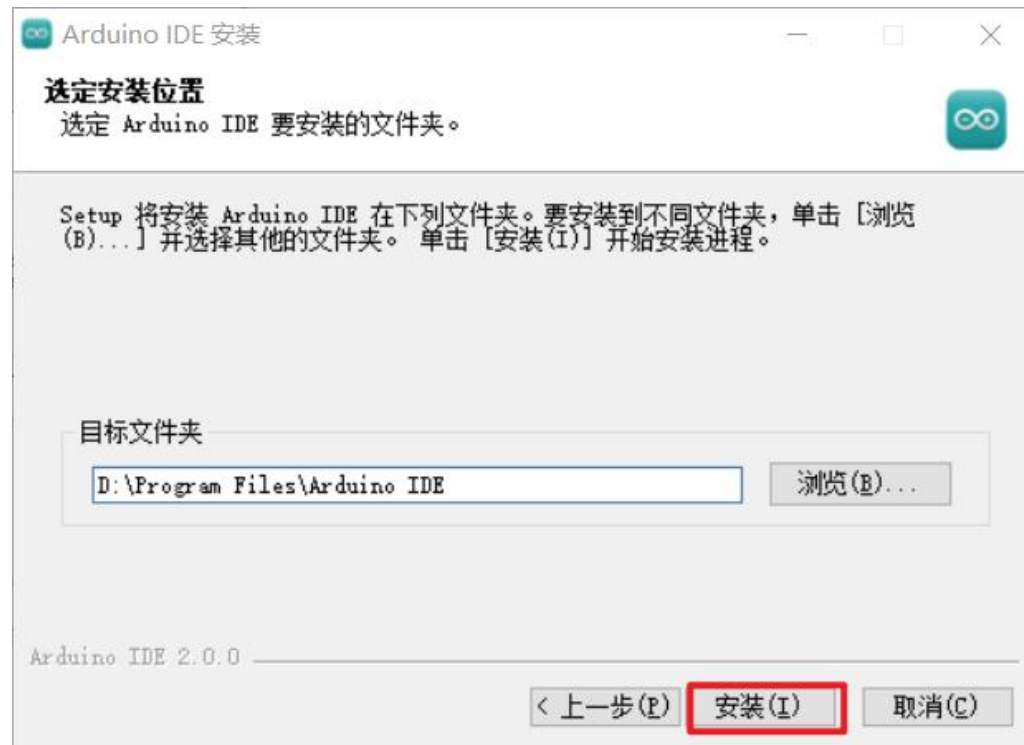 Arduino IDE 安装
选定安装位置
选定 Arduino IDE 要安装的文件夹。
Setup 将安装 Arduino IDE 在下列文件夹。要安装到不同文件夹，单击 [浏览
(B)...] 并选择其他的文件夹。 单击 [安装(I)] 开始安装进程。
目标文件夹
D:\Program Files\Arduino IDE
浏览(B)...
Arduino IDE 2.0.0
< 上一步(P) 安装(I) 取消(C)